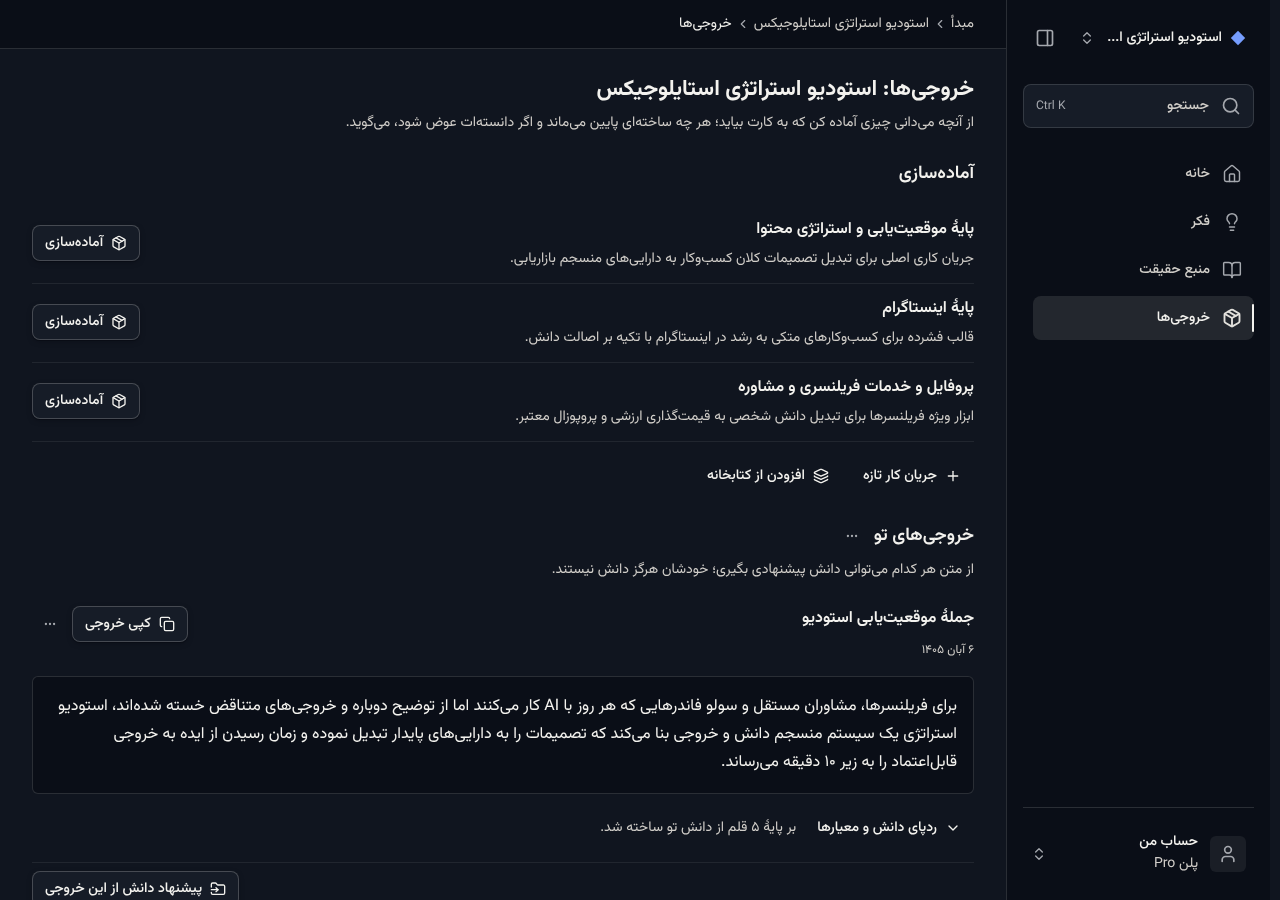 استودیو استراتژی ا...
جستجو
Ctrl K
خانه
فکر
منبع حقیقت
خروجی‌ها
حساب من
پلن Pro
مبدأ › استودیو استراتژی استایلوجیکس › خروجی‌ها
خروجی‌ها: استودیو استراتژی استایلوجیکس
از آنچه می‌دانی چیزی آماده کن که به کارت بیاید؛ هر چه ساخته‌ای پایین می‌ماند و اگر دانسته‌ات عوض شود، می‌گوید.
آماده‌سازی
پایهٔ موقعیت‌یابی و استراتژی محتوا
جریان کاری اصلی برای تبدیل تصمیمات کلان کسب‌وکار به دارایی‌های منسجم بازاریابی.
آماده‌سازی
پایهٔ اینستاگرام
قالب فشرده برای کسب‌وکارهای متکی به رشد در اینستاگرام با تکیه بر اصالت دانش.
آماده‌سازی
پروفایل و خدمات فریلنسری و مشاوره
ابزار ویژه فریلنسرها برای تبدیل دانش شخصی به قیمت‌گذاری ارزشی و پروپوزال معتبر.
آماده‌سازی
جریان کار تازه
افزودن از کتابخانه
خروجی‌های تو
از متن هر کدام می‌توانی دانش پیشنهادی بگیری؛ خودشان هرگز دانش نیستند.
جملهٔ موقعیت‌یابی استودیو
۶ آبان ۱۴۰۵
کپی خروجی
برای فریلنسرها، مشاوران مستقل و سولو فاندرهایی که هر روز با AI کار می‌کنند اما از توضیح دوباره و خروجی‌های متناقض خسته شده‌اند، استودیو
استراتژی یک سیستم منسجم دانش و خروجی بنا می‌کند که تصمیمات را به دارایی‌های پایدار تبدیل نموده و زمان رسیدن از ایده به خروجی
قابل‌اعتماد را به زیر ۱۰ دقیقه می‌رساند.
ردپای دانش و معیارها
بر پایهٔ ۵ قلم از دانش تو ساخته شد.
پیشنهاد دانش از این خروجی